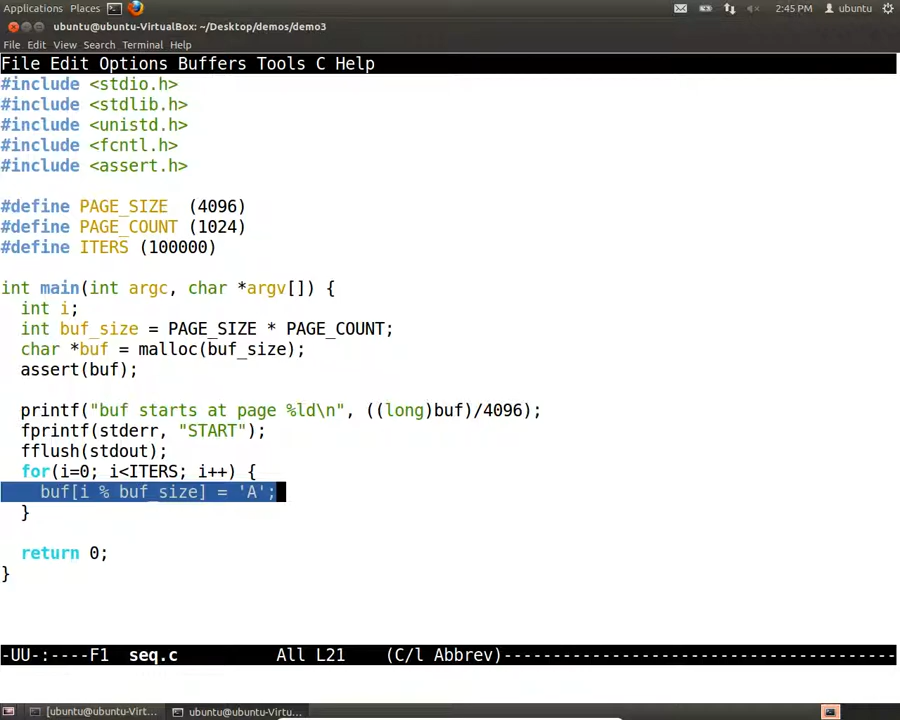 Applications Places 2:45 PM ubuntu
ubuntu@ubuntu-VirtualBox: ~/Desktop/demos/demo3
File Edit View Search Terminal Help
File Edit Options Buffers Tools C Help
#include <stdio.h>
#include <stdlib.h>
#include <unistd.h>
#include <fcntl.h>
#include <assert.h>
#define PAGE_SIZE  (4096)
#define PAGE_COUNT (1024)
#define ITERS (100000)
int main(int argc, char *argv[]) {
  int i;
  int buf_size = PAGE_SIZE * PAGE_COUNT;
  char *buf = malloc(buf_size);
  assert(buf);
  printf("buf starts at page %ld\n", ((long)buf)/4096);
  fprintf(stderr, "START");
  fflush(stdout);
  for(i=0; i<ITERS; i++) {
    buf[i % buf_size] = 'A';
  }
  return 0;
}
-UU-:----F1  seq.c          All L21    (C/l Abbrev)----------------------------------------
[ubuntu@ubuntu-Virt... ubuntu@ubuntu-Virtu...